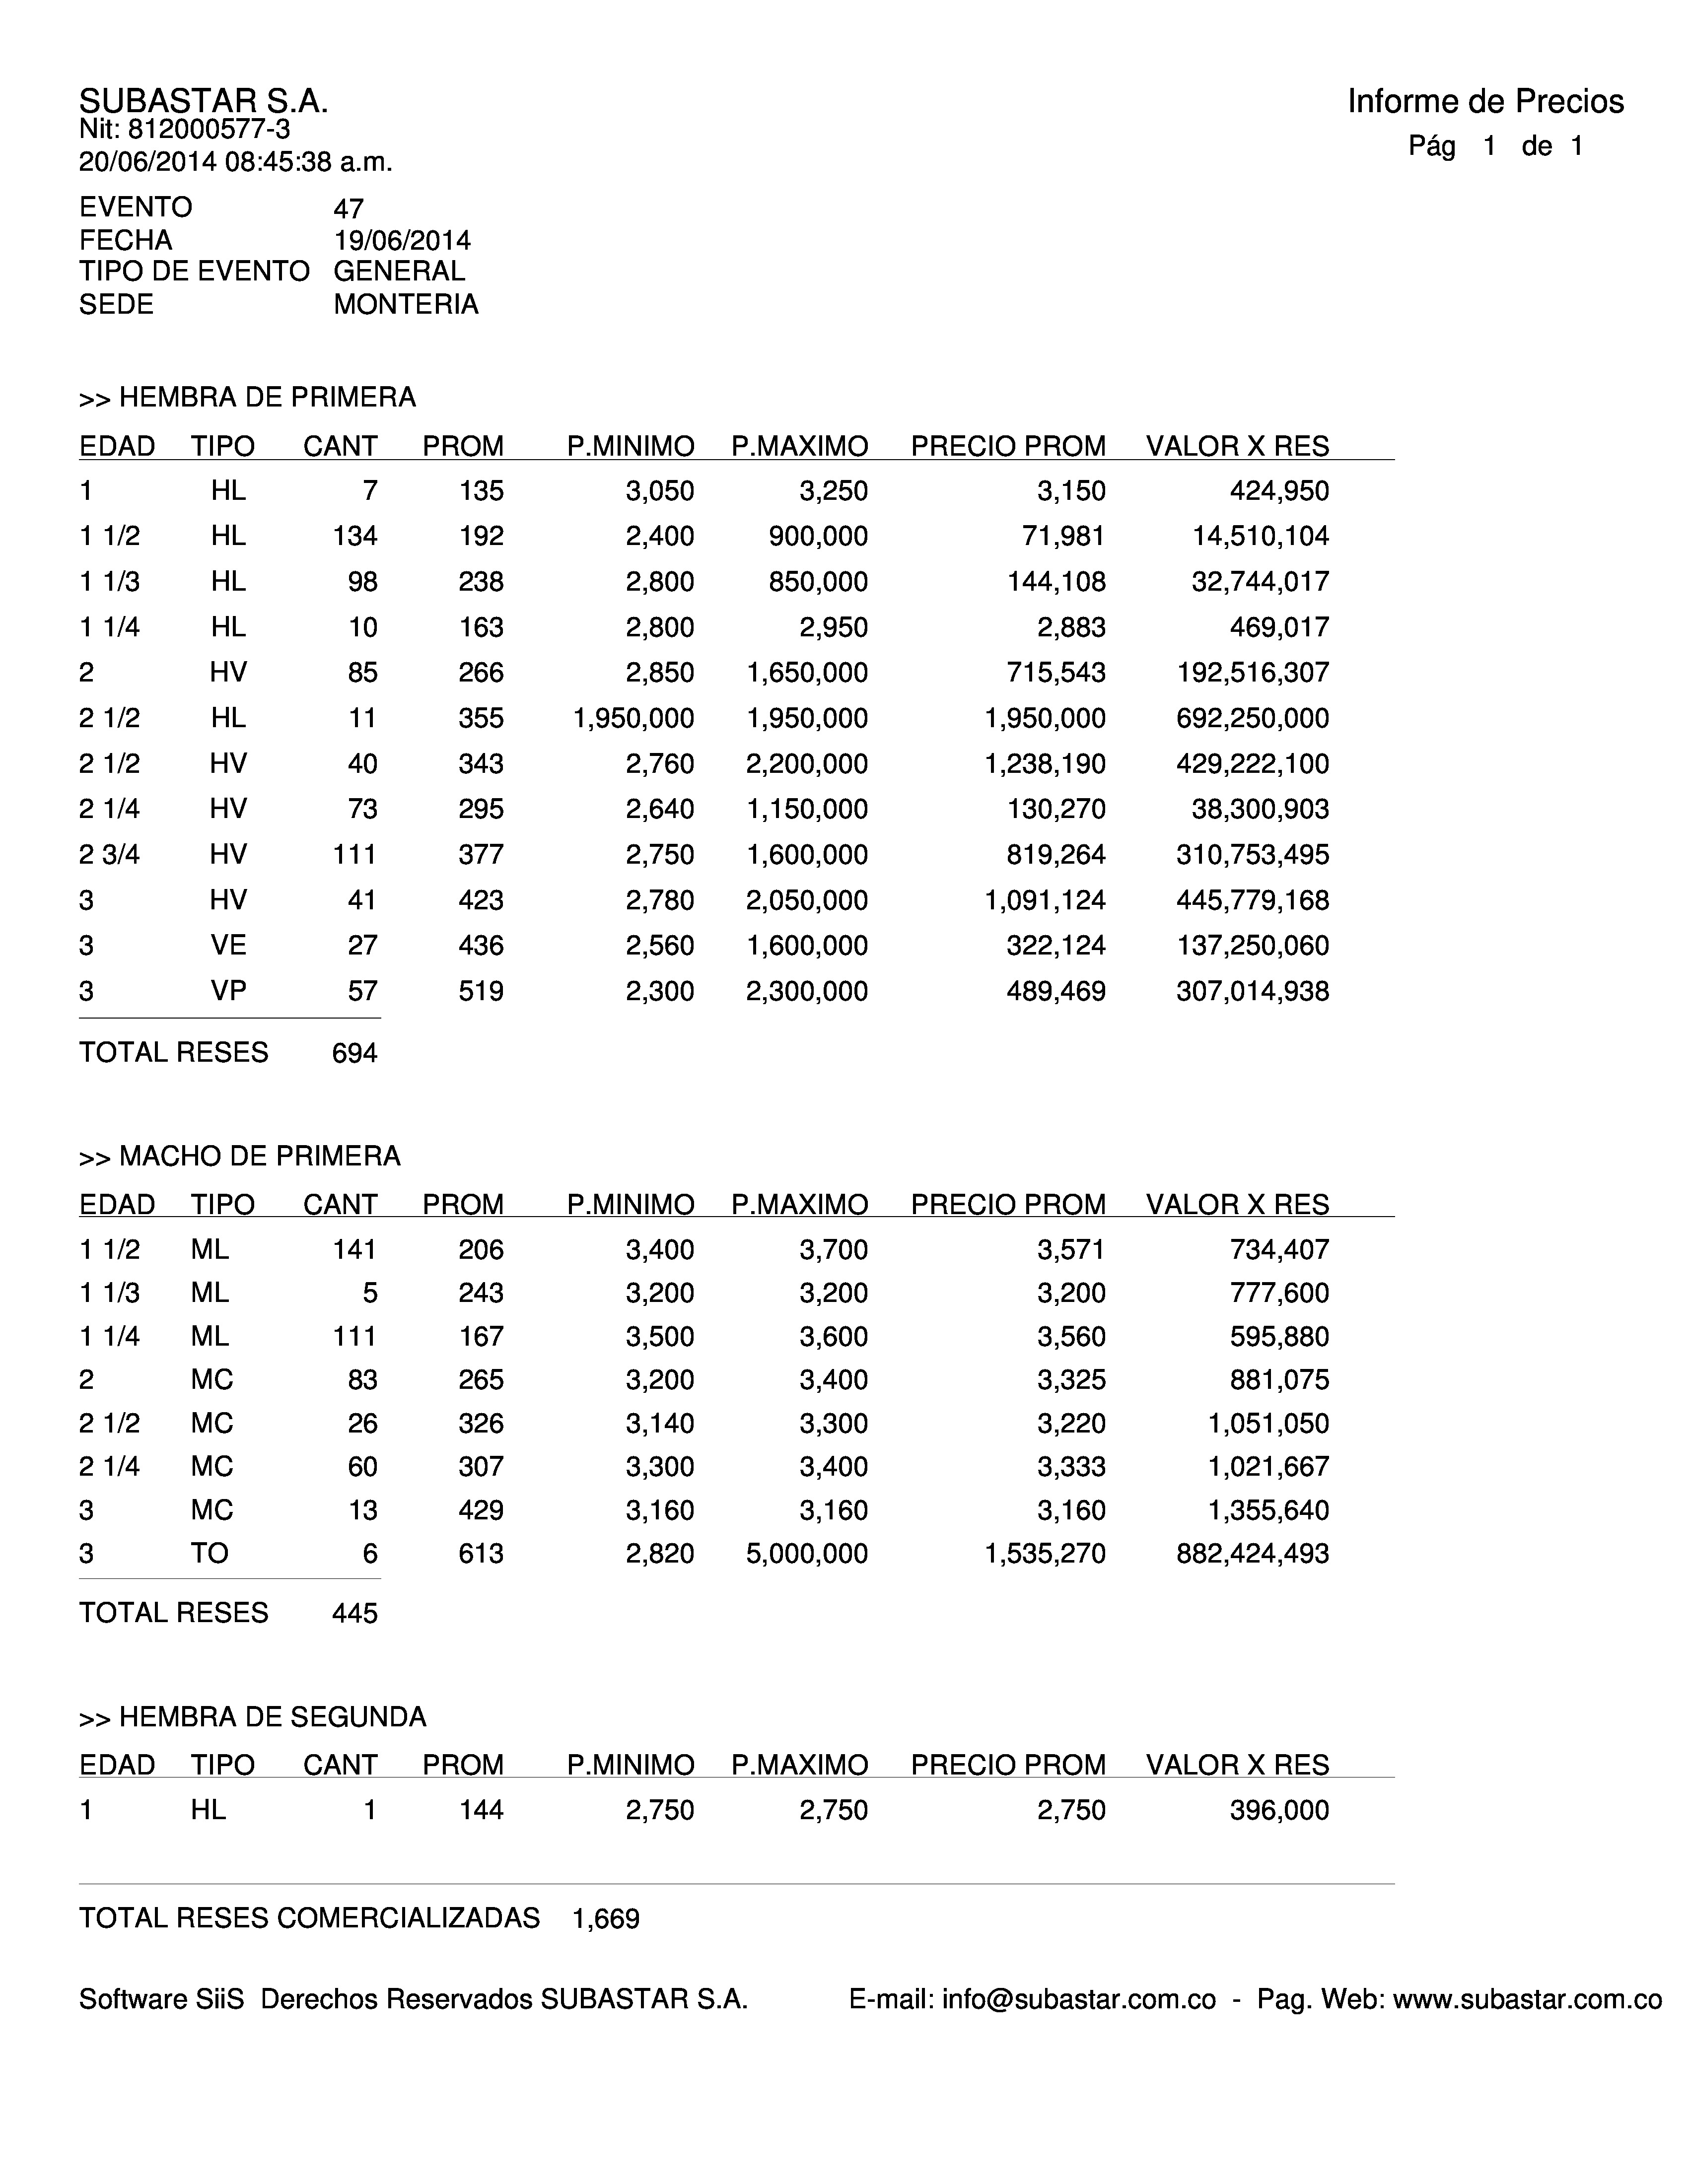 SUBASTAR S.A.
Informe de Precios
Nit: 812000577-3
Pág 1 de 1
20/06/2014 08:45:38 a.m.
EVENTO 47
FECHA 19/06/2014
TIPO DE EVENTO GENERAL
SEDE MONTERIA
>> HEMBRA DE PRIMERA
EDAD TIPO CANT PROM P.MINIMO P.MAXIMO PRECIO PROM VALOR X RES
1 HL 7 135 3,050 3,250 3,150 424,950
1 1/2 HL 134 192 2,400 900,000 71,981 14,510,104
1 1/3 HL 98 238 2,800 850,000 144,108 32,744,017
1 1/4 HL 10 163 2,800 2,950 2,883 469,017
2 HV 85 266 2,850 1,650,000 715,543 192,516,307
2 1/2 HL 11 355 1,950,000 1,950,000 1,950,000 692,250,000
2 1/2 HV 40 343 2,760 2,200,000 1,238,190 429,222,100
2 1/4 HV 73 295 2,640 1,150,000 130,270 38,300,903
2 3/4 HV 111 377 2,750 1,600,000 819,264 310,753,495
3 HV 41 423 2,780 2,050,000 1,091,124 445,779,168
3 VE 27 436 2,560 1,600,000 322,124 137,250,060
3 VP 57 519 2,300 2,300,000 489,469 307,014,938
TOTAL RESES 694
>> MACHO DE PRIMERA
EDAD TIPO CANT PROM P.MINIMO P.MAXIMO PRECIO PROM VALOR X RES
1 1/2 ML 141 206 3,400 3,700 3,571 734,407
1 1/3 ML 5 243 3,200 3,200 3,200 777,600
1 1/4 ML 111 167 3,500 3,600 3,560 595,880
2 MC 83 265 3,200 3,400 3,325 881,075
2 1/2 MC 26 326 3,140 3,300 3,220 1,051,050
2 1/4 MC 60 307 3,300 3,400 3,333 1,021,667
3 MC 13 429 3,160 3,160 3,160 1,355,640
3 TO 6 613 2,820 5,000,000 1,535,270 882,424,493
TOTAL RESES 445
>> HEMBRA DE SEGUNDA
EDAD TIPO CANT PROM P.MINIMO P.MAXIMO PRECIO PROM VALOR X RES
1 HL 1 144 2,750 2,750 2,750 396,000
TOTAL RESES COMERCIALIZADAS 1,669
Software SiiS Derechos Reservados SUBASTAR S.A. E-mail: info@subastar.com.co - Pag. Web: www.subastar.com.co